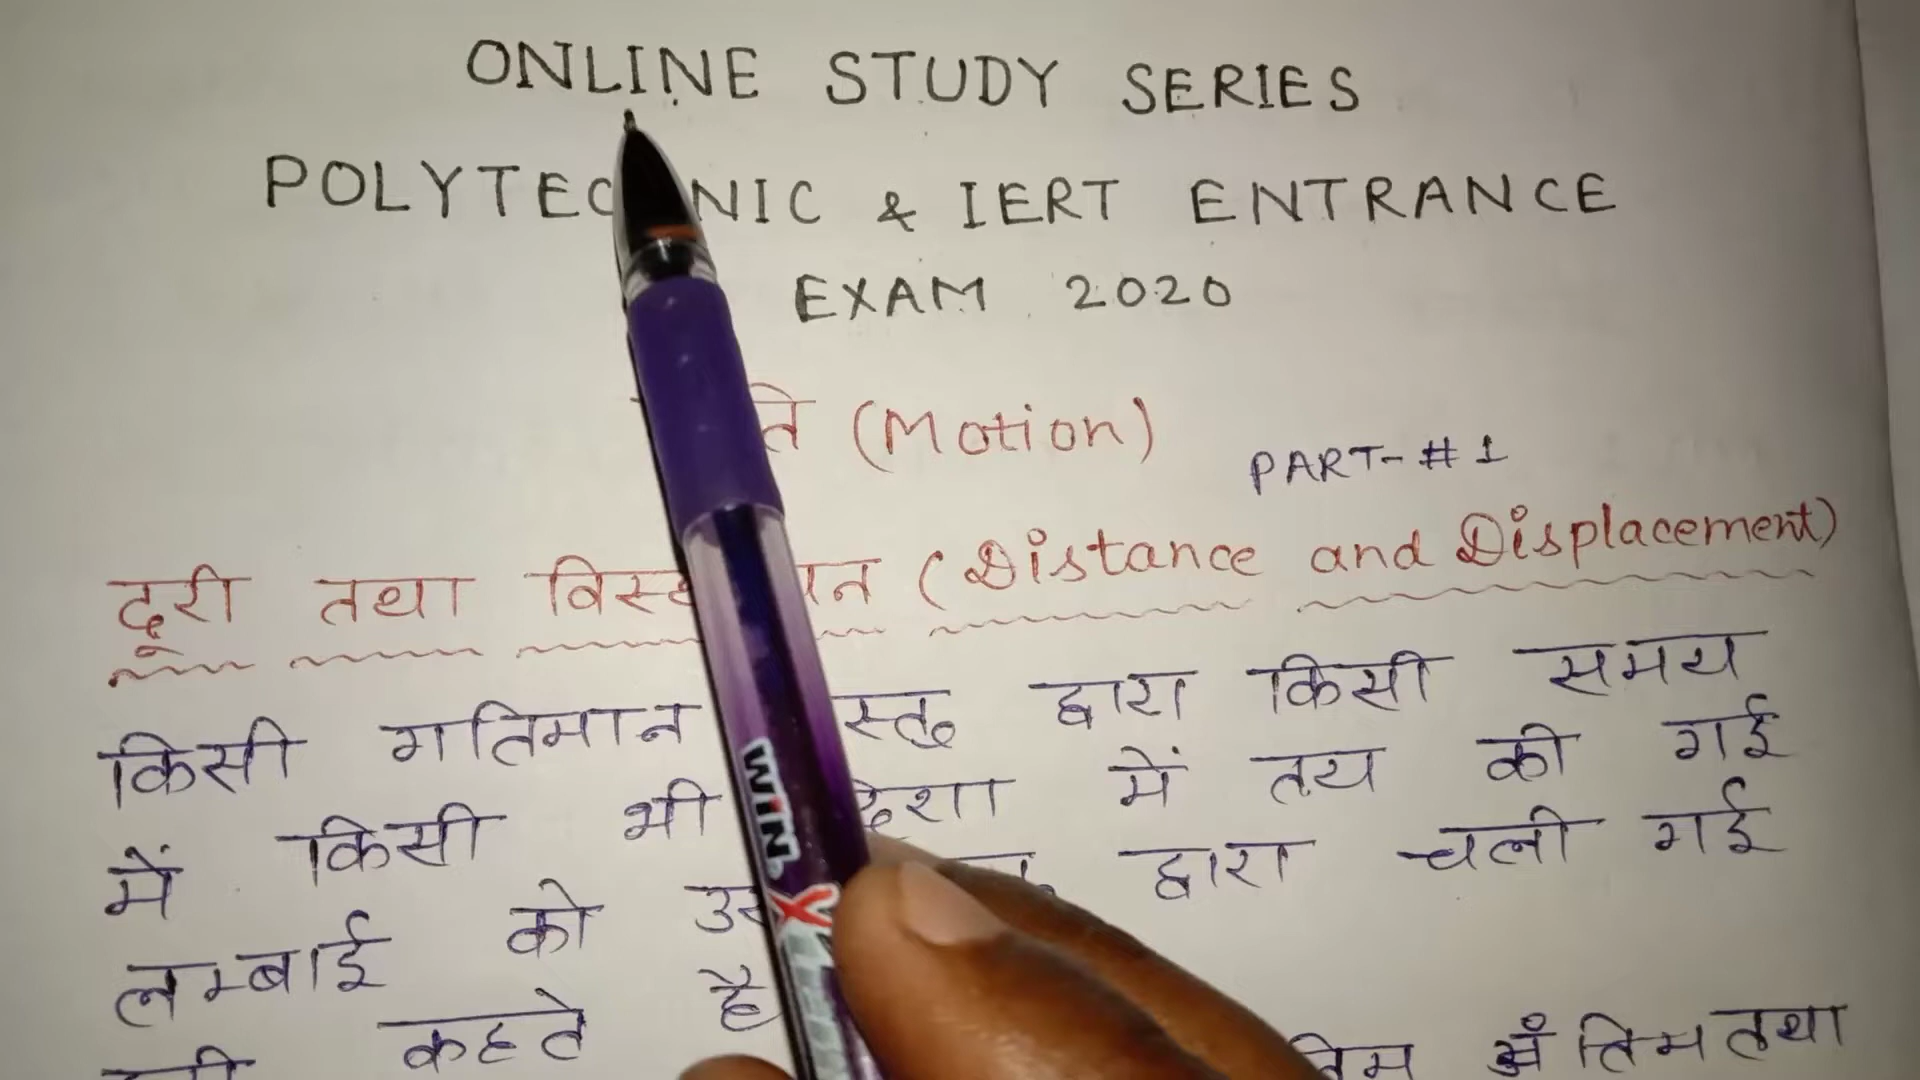 ONLINE STUDY SERIES
NIC & IERT ENTRANCE
EXAM 2020
(Motion)
PART-#1
दूरी तथा (Distance and Displacement)
किसी गतिमान द्वारा किसी समय
में किसी भी में तय की गई
लम्बाई को द्वारा चली गई
कहते है
अंतिम तथा
WIN